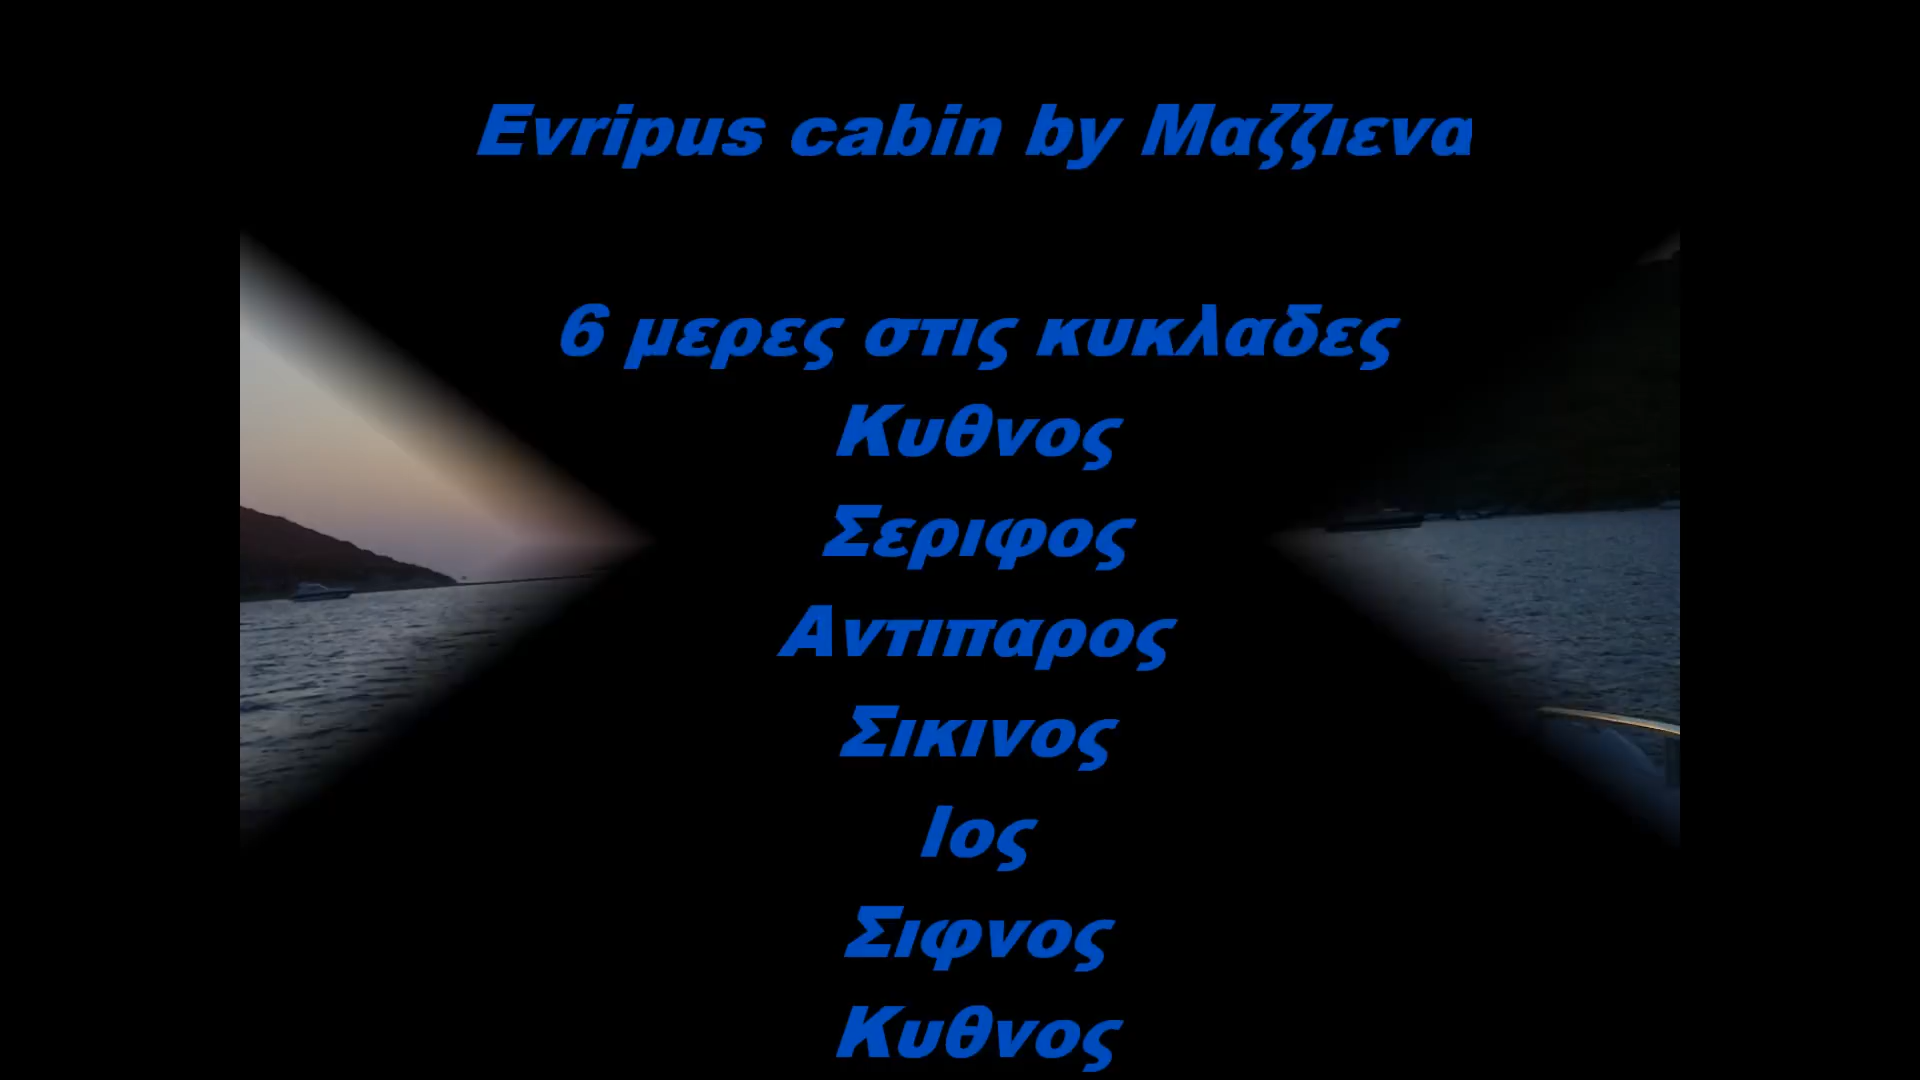 Evripus cabin by Μαζζιενα
6 μερες στις κυκλαδες
Κυθνος
Σεριφος
Αντιπαρος
Σικινος
Ιος
Σιφνος
Κυθνος